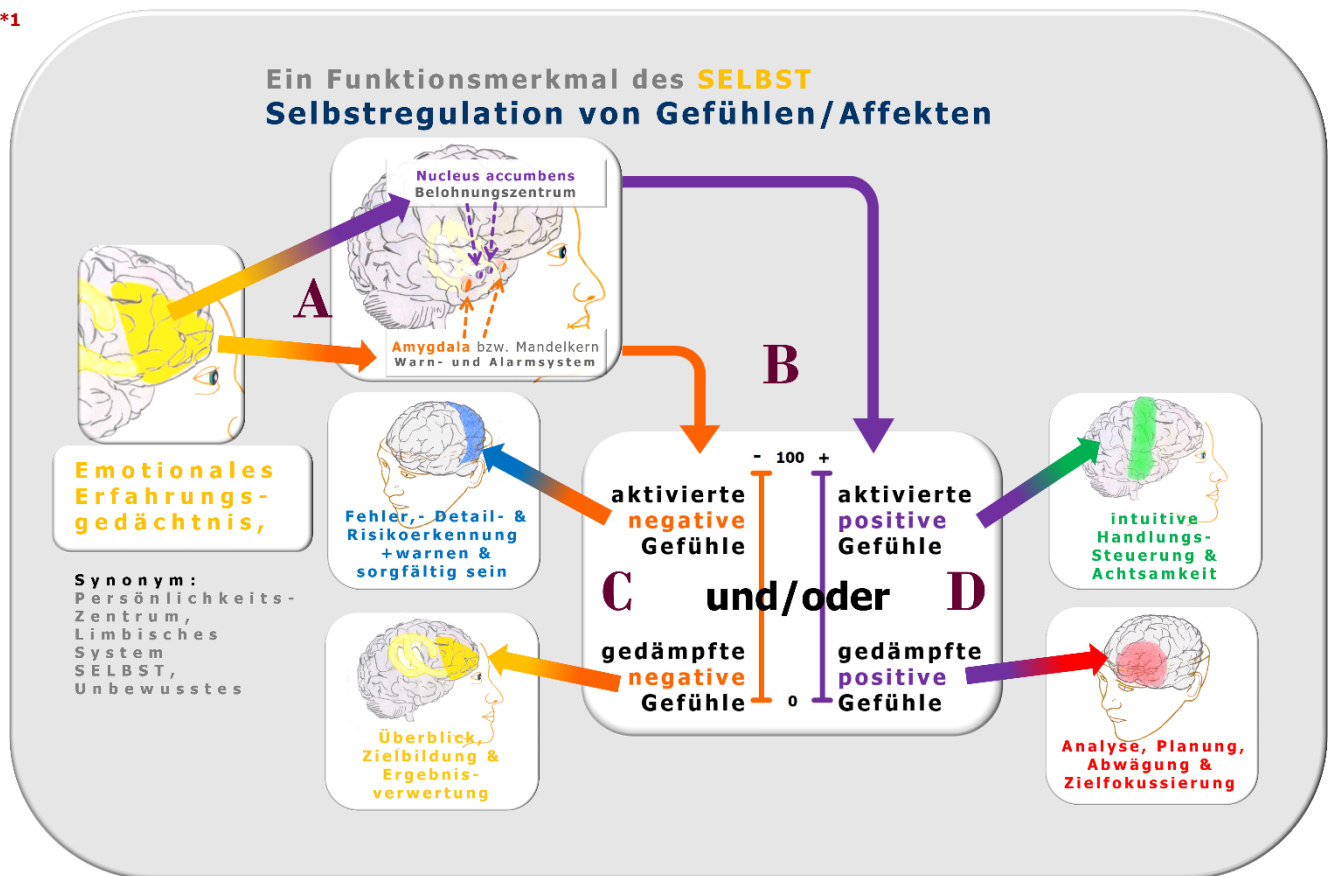 *1
Ein Funktionsmerkmal des SELBST
Selbstregulation von Gefühlen/Affekten
Nucleus accumbens
Belohnungszentrum
A
Amygdala bzw. Mandelkern
Warn- und Alarmsystem
B
Emotionales
Erfahrungs-
gedächtnis,
Synonym:
Persönlichkeits-
Zentrum,
Limbisches
System
SELBST,
Unbewusstes
Fehler,- Detail- &
Risikoerkennung
+warnen &
sorgfältig sein
- 100 +
aktivierte
negative
Gefühle
aktivierte
positive
Gefühle
C
und/oder
D
gedämpfte
negative
Gefühle
0
gedämpfte
positive
Gefühle
intuitive
Handlungs-
Steuerung &
Achtsamkeit
Überblick,
Zielbildung &
Ergebnis-
verwertung
Analyse, Planung,
Abwägung &
Zielfokussierung